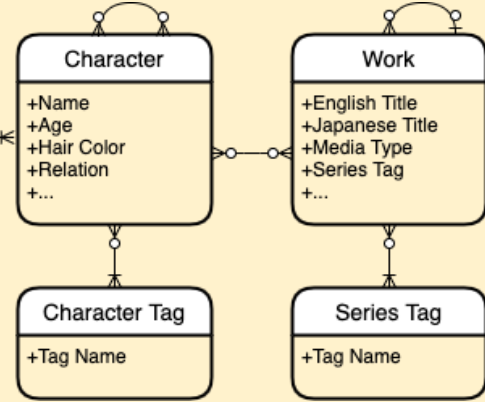 Character
+Name
+Age
+Hair Color
+Relation
+...
Work
+English Title
+Japanese Title
+Media Type
+Series Tag
+...
Character Tag
+Tag Name
Series Tag
+Tag Name